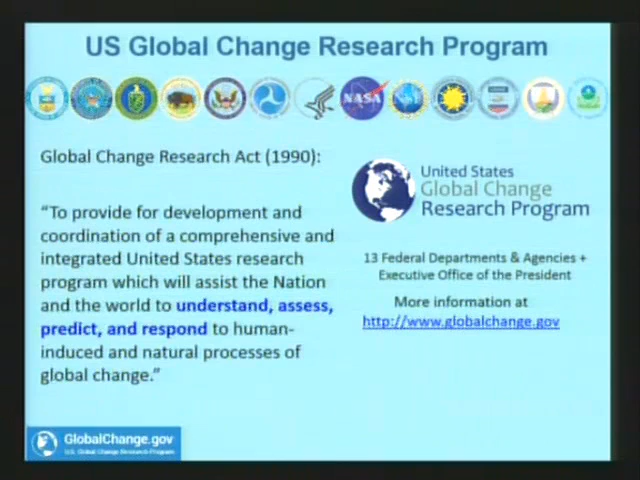 US Global Change Research Program
NASA
Global Change Research Act (1990):
“To provide for development and
coordination of a comprehensive and
integrated United States research
program which will assist the Nation
and the world to understand, assess,
predict, and respond to human-
induced and natural processes of
global change.”
United States
Global Change
Research Program
13 Federal Departments & Agencies +
Executive Office of the President
More information at
http://www.globalchange.gov
GlobalChange.gov
U.S. Global Change Research Program